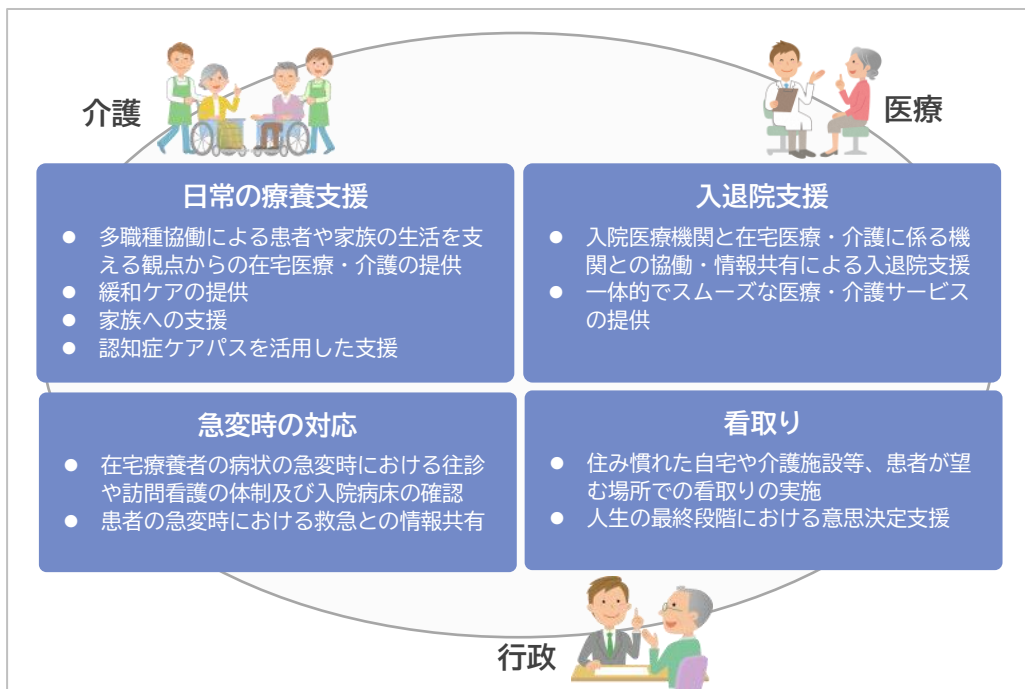 介護
医療
日常の療養支援
● 多職種協働による患者や家族の生活を支
える観点からの在宅医療・介護の提供
● 緩和ケアの提供
● 家族への支援
● 認知症ケアパスを活用した支援
入退院支援
● 入院医療機関と在宅医療・介護に係る機
関との協働・情報共有による入退院支援
● 一体的でスムーズな医療・介護サービス
の提供
急変時の対応
● 在宅療養者の病状の急変時における往診
や訪問看護の体制及び入院病床の確認
● 患者の急変時における救急との情報共有
看取り
● 住み慣れた自宅や介護施設等、患者が望
む場所での看取りの実施
● 人生の最終段階における意思決定支援
行政